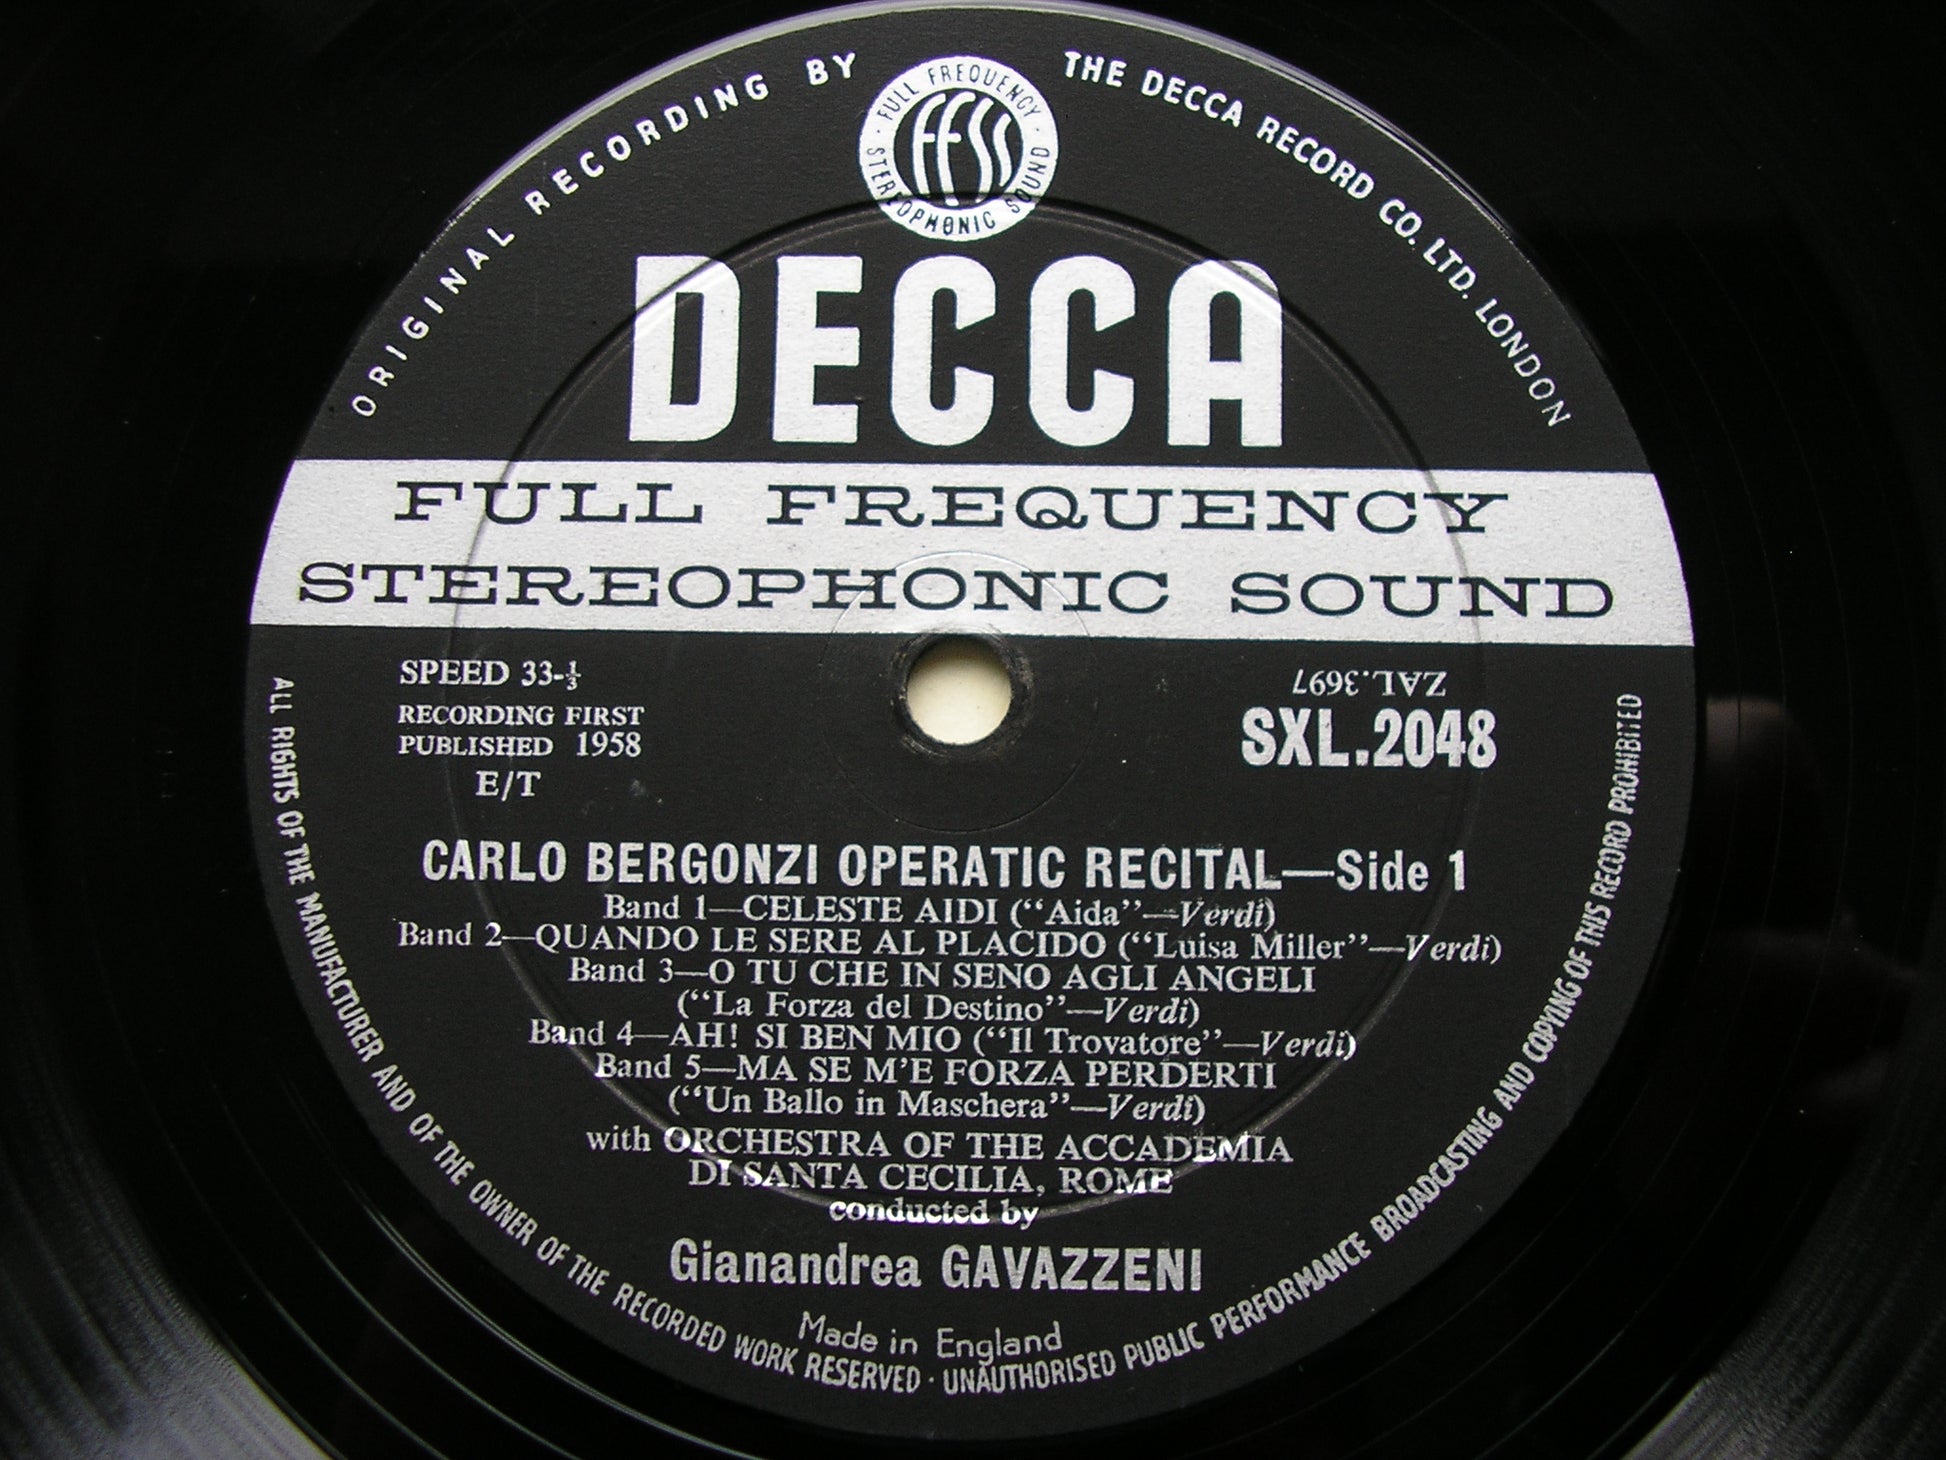 ORIGINAL RECORDING BY THE DECCA RECORD CO. LTD. LONDON
FULL FREQUENCY STEREOPHONIC SOUND
FFSS
DECCA
FULL FREQUENCY
STEREOPHONIC SOUND
SPEED 33-⅓
RECORDING FIRST
PUBLISHED 1958
E/T
ZAL.3697
SXL.2048
CARLO BERGONZI OPERATIC RECITAL—Side 1
Band 1—CELESTE AIDI ("Aida"—Verdi)
Band 2—QUANDO LE SERE AL PLACIDO ("Luisa Miller"—Verdi)
Band 3—O TU CHE IN SENO AGLI ANGELI
("La Forza del Destino"—Verdi)
Band 4—AH! SI BEN MIO ("Il Trovatore"—Verdi)
Band 5—MA SE M'E FORZA PERDERTI
("Un Ballo in Maschera"—Verdi)
with ORCHESTRA OF THE ACCADEMIA
DI SANTA CECILIA, ROME
conducted by
Gianandrea GAVAZZENI
Made in England
ALL RIGHTS OF THE MANUFACTURER AND OF THE OWNER OF THE RECORDED WORK RESERVED · UNAUTHORISED PUBLIC PERFORMANCE BROADCASTING AND COPYING OF THIS RECORD PROHIBITED